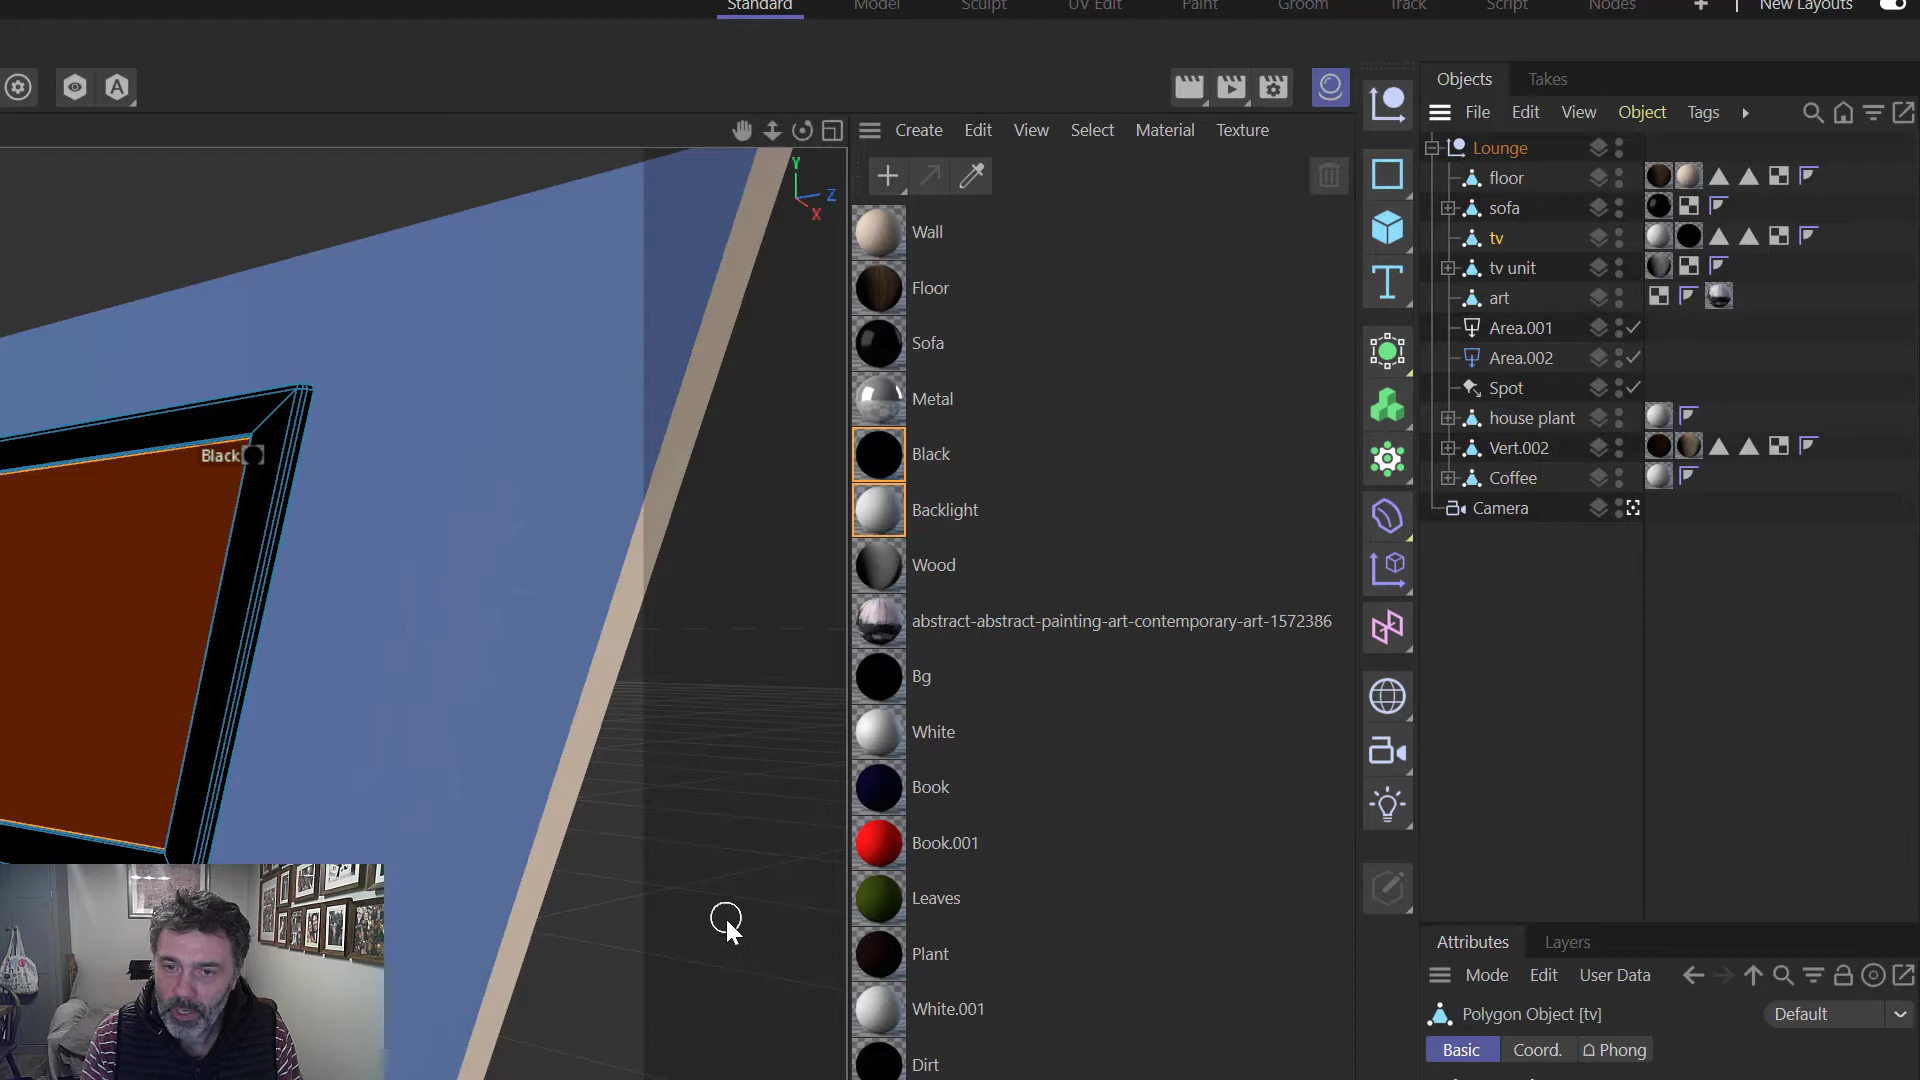 Standard Model Sculpt UV Edit Paint Groom Track Script Nodes New Layouts
Objects Takes
File Edit View Object Tags
Create Edit View Select Material Texture
Y
Z
X
Wall
Floor
Sofa
Metal
Black
Backlight
Wood
abstract-abstract-painting-art-contemporary-art-1572386
Bg
White
Book
Book.001
Leaves
Plant
White.001
Dirt
Black
Lounge
floor
sofa
tv
tv unit
art
Area.001
Area.002
Spot
house plant
Vert.002
Coffee
Camera
Attributes Layers
Mode Edit User Data
Polygon Object [tv] Default
Basic Coord. Phong